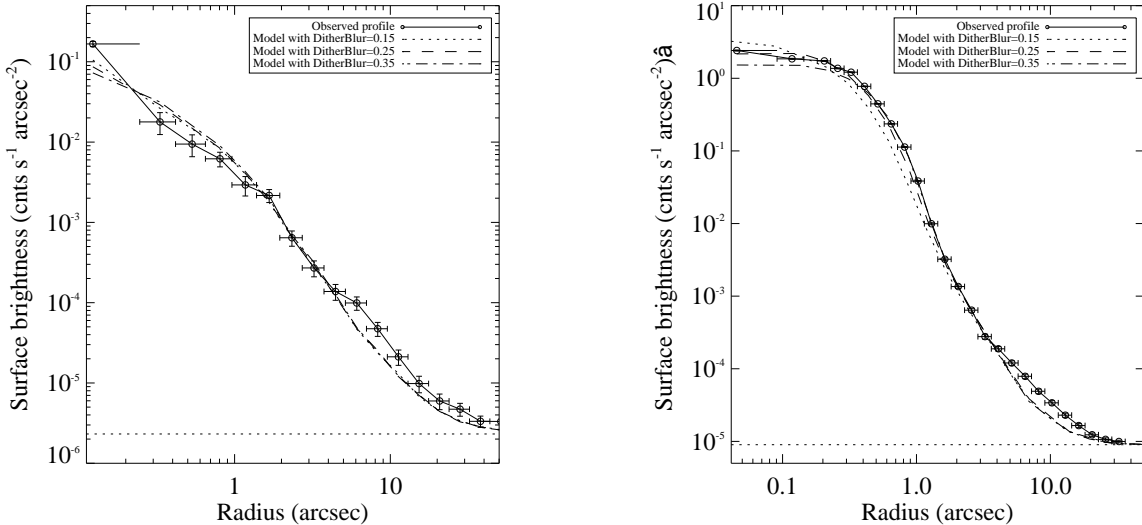 Observed profile
Model with DitherBlur=0.15
Model with DitherBlur=0.25
Model with DitherBlur=0.35
10⁻¹
10⁻²
10⁻³
10⁻⁴
10⁻⁵
10⁻⁶
Surface brightness (cnts s⁻¹ arcsec⁻²)
1
10
Radius (arcsec)
Observed profile
Model with DitherBlur=0.15
Model with DitherBlur=0.25
Model with DitherBlur=0.35
10¹
10⁰
10⁻¹
10⁻²
10⁻³
10⁻⁴
10⁻⁵
Surface brightness (cnts s⁻¹ arcsec⁻²)â
0.1
1.0
10.0
Radius (arcsec)